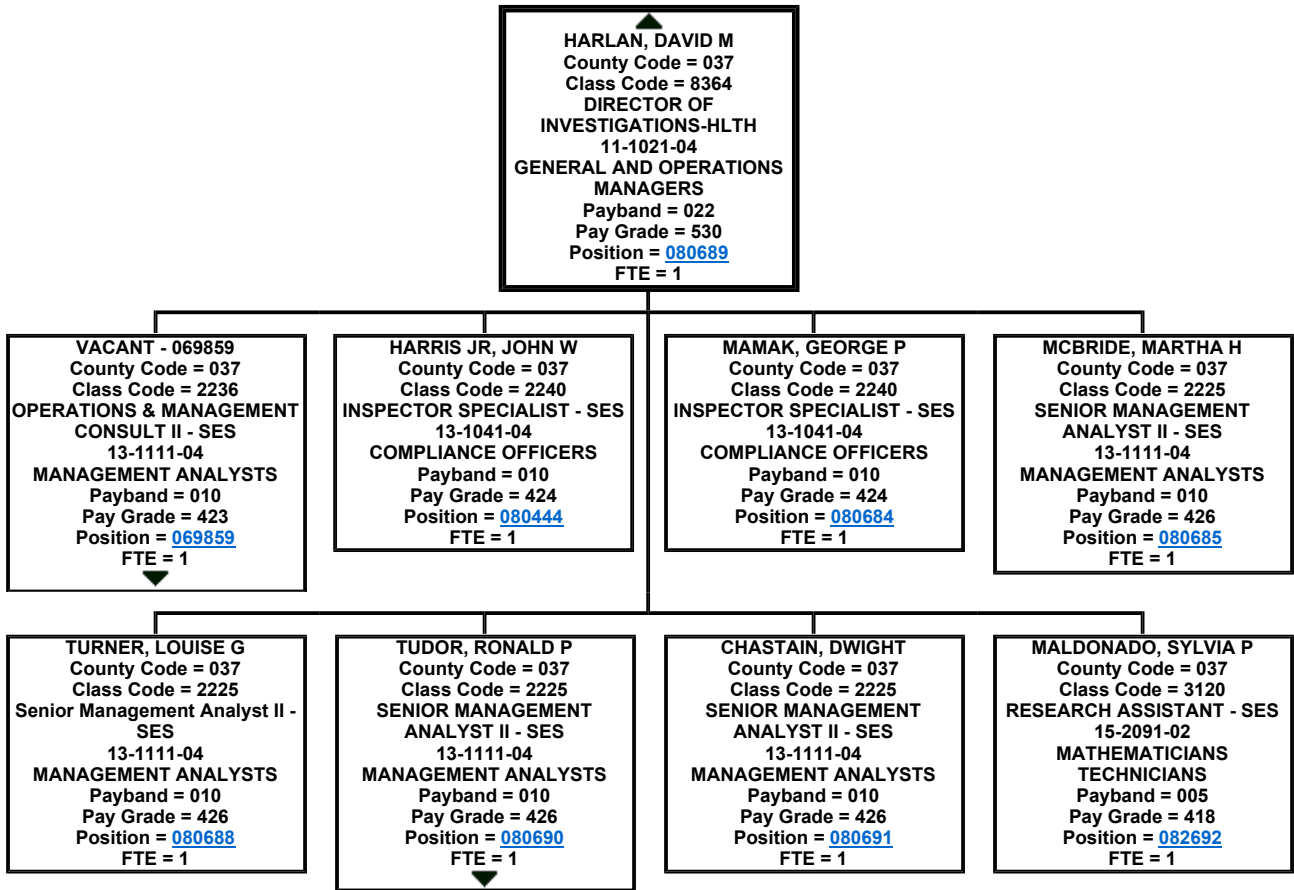 HARLAN, DAVID M
County Code = 037
Class Code = 8364
DIRECTOR OF
INVESTIGATIONS-HLTH
11-1021-04
GENERAL AND OPERATIONS
MANAGERS
Payband = 022
Pay Grade = 530
Position = 080689
FTE = 1
VACANT - 069859
County Code = 037
Class Code = 2236
OPERATIONS & MANAGEMENT
CONSULT II - SES
13-1111-04
MANAGEMENT ANALYSTS
Payband = 010
Pay Grade = 423
Position = 069859
FTE = 1
HARRIS JR, JOHN W
County Code = 037
Class Code = 2240
INSPECTOR SPECIALIST - SES
13-1041-04
COMPLIANCE OFFICERS
Payband = 010
Pay Grade = 424
Position = 080444
FTE = 1
MAMAK, GEORGE P
County Code = 037
Class Code = 2240
INSPECTOR SPECIALIST - SES
13-1041-04
COMPLIANCE OFFICERS
Payband = 010
Pay Grade = 424
Position = 080684
FTE = 1
MCBRIDE, MARTHA H
County Code = 037
Class Code = 2225
SENIOR MANAGEMENT
ANALYST II - SES
13-1111-04
MANAGEMENT ANALYSTS
Payband = 010
Pay Grade = 426
Position = 080685
FTE = 1
TURNER, LOUISE G
County Code = 037
Class Code = 2225
Senior Management Analyst II -
SES
13-1111-04
MANAGEMENT ANALYSTS
Payband = 010
Pay Grade = 426
Position = 080688
FTE = 1
TUDOR, RONALD P
County Code = 037
Class Code = 2225
SENIOR MANAGEMENT
ANALYST II - SES
13-1111-04
MANAGEMENT ANALYSTS
Payband = 010
Pay Grade = 426
Position = 080690
FTE = 1
CHASTAIN, DWIGHT
County Code = 037
Class Code = 2225
SENIOR MANAGEMENT
ANALYST II - SES
13-1111-04
MANAGEMENT ANALYSTS
Payband = 010
Pay Grade = 426
Position = 080691
FTE = 1
MALDONADO, SYLVIA P
County Code = 037
Class Code = 3120
RESEARCH ASSISTANT - SES
15-2091-02
MATHEMATICIANS
TECHNICIANS
Payband = 005
Pay Grade = 418
Position = 082692
FTE = 1